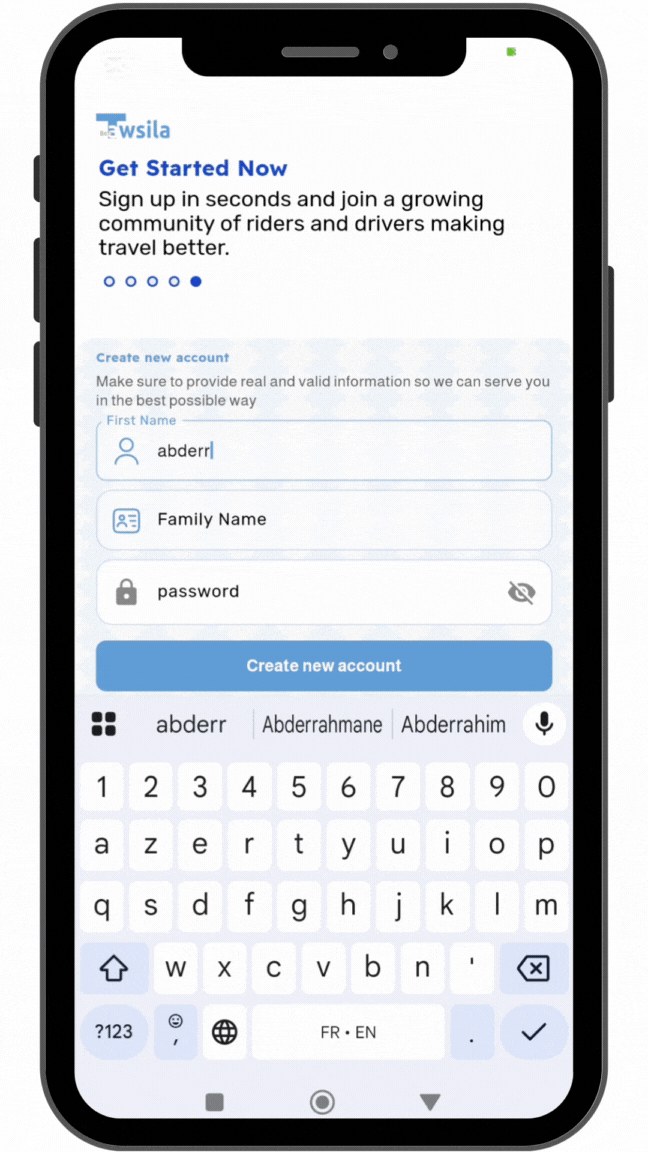 Tawsila
Get Started Now
Sign up in seconds and join a growing
community of riders and drivers making
travel better.
Create new account
Make sure to provide real and valid information so we can serve you
in the best possible way
First Name
abderr
Family Name
password
Create new account
abderr Abderrahmane Abderrahim
1 2 3 4 5 6 7 8 9 0
a z e r t y u i o p
q s d f g h j k l m
w x c v b n '
?123 , FR • EN .